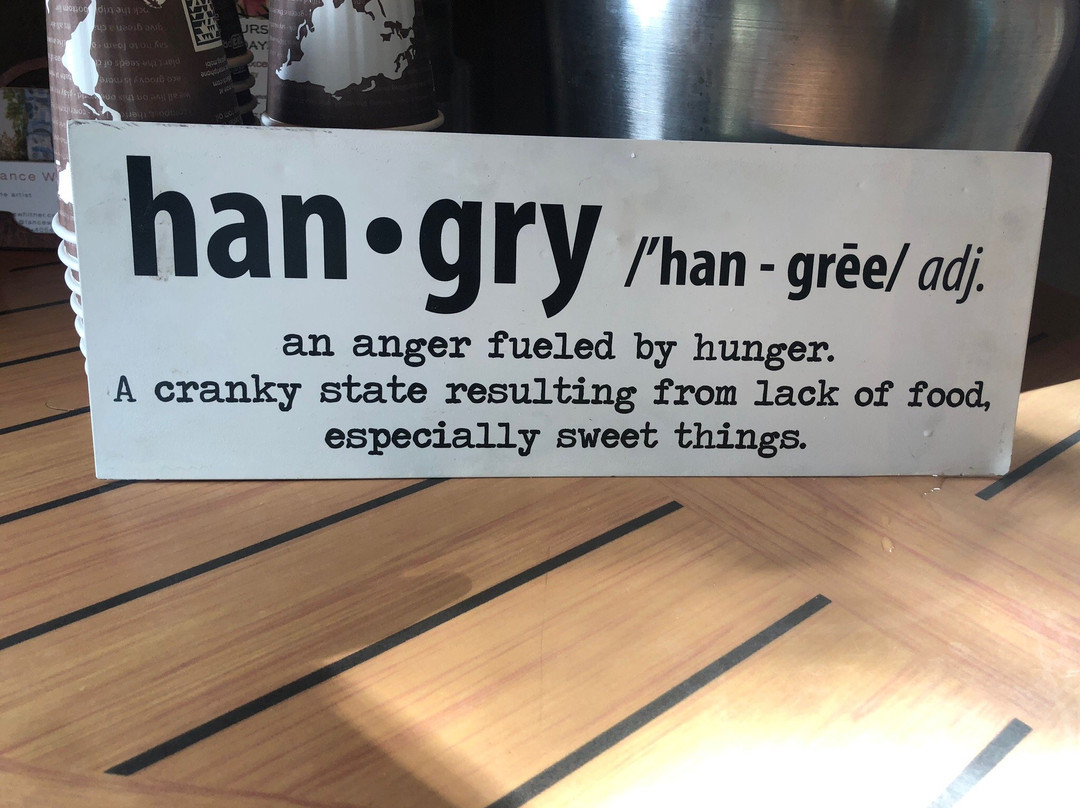 han•gry /'han - grēe/ adj.
an anger fueled by hunger.
A cranky state resulting from lack of food,
especially sweet things.